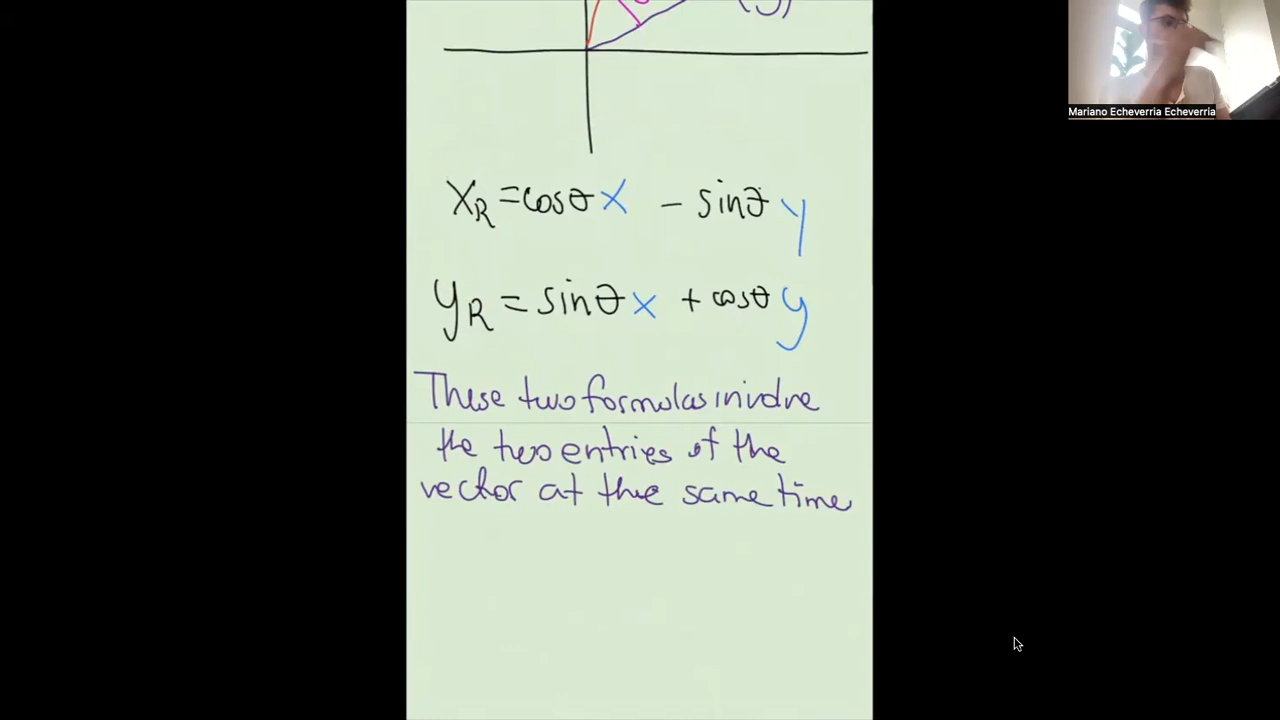 (y)
Mariano Echeverria Echeverria
X_R = cosθ x - sinθ y
y_R = sinθ x + cosθ y
These two formulas involve
the two entries of the
vector at the same time